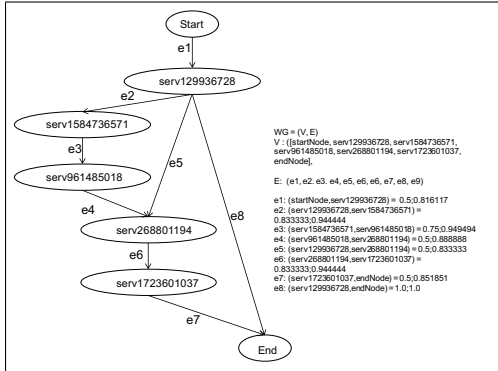 Start
e1
serv129936728
e2
serv1584736571
e3
serv961485018
e5
e4
e8
serv268801194
e6
serv1723601037
e7
End
WG = (V, E)
V : ([startNode, serv129936728, serv1584736571,
serv961485018, serv268801194, serv1723601037,
endNode],
E: (e1, e2. e3. e4, e5, e6, e6, e7, e8, e9)
e1: (startNode,serv129936728) = 0.5;0.816117
e2: (serv129936728,serv1584736571) =
0.833333;0.944444
e3: (serv1584736571,serv961485018) = 0.75;0.949494
e4: (serv961485018,serv268801194) = 0.5;0.888888
e5: (serv129936728,serv268801194) = 0.5;0.833333
e6: (serv268801194,serv1723601037) =
0.833333;0.944444
e7: (serv1723601037,endNode) = 0.5;0.851851
e8: (serv129936728,endNode) = 1.0;1.0